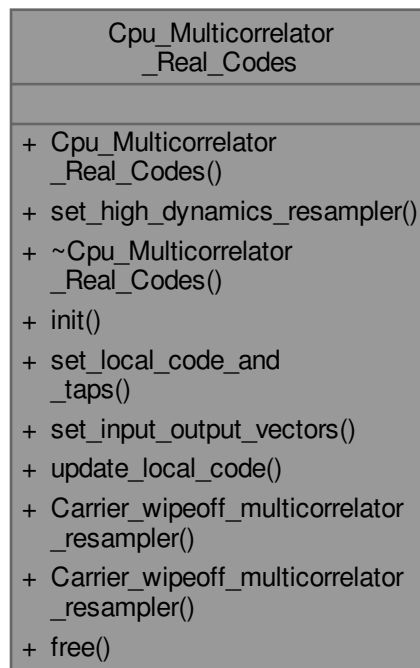 Cpu_Multicorrelator
_Real_Codes
+ Cpu_Multicorrelator
_Real_Codes()
+ set_high_dynamics_resampler()
+ ~Cpu_Multicorrelator
_Real_Codes()
+ init()
+ set_local_code_and
_taps()
+ set_input_output_vectors()
+ update_local_code()
+ Carrier_wipeoff_multicorrelator
_resampler()
+ Carrier_wipeoff_multicorrelator
_resampler()
+ free()